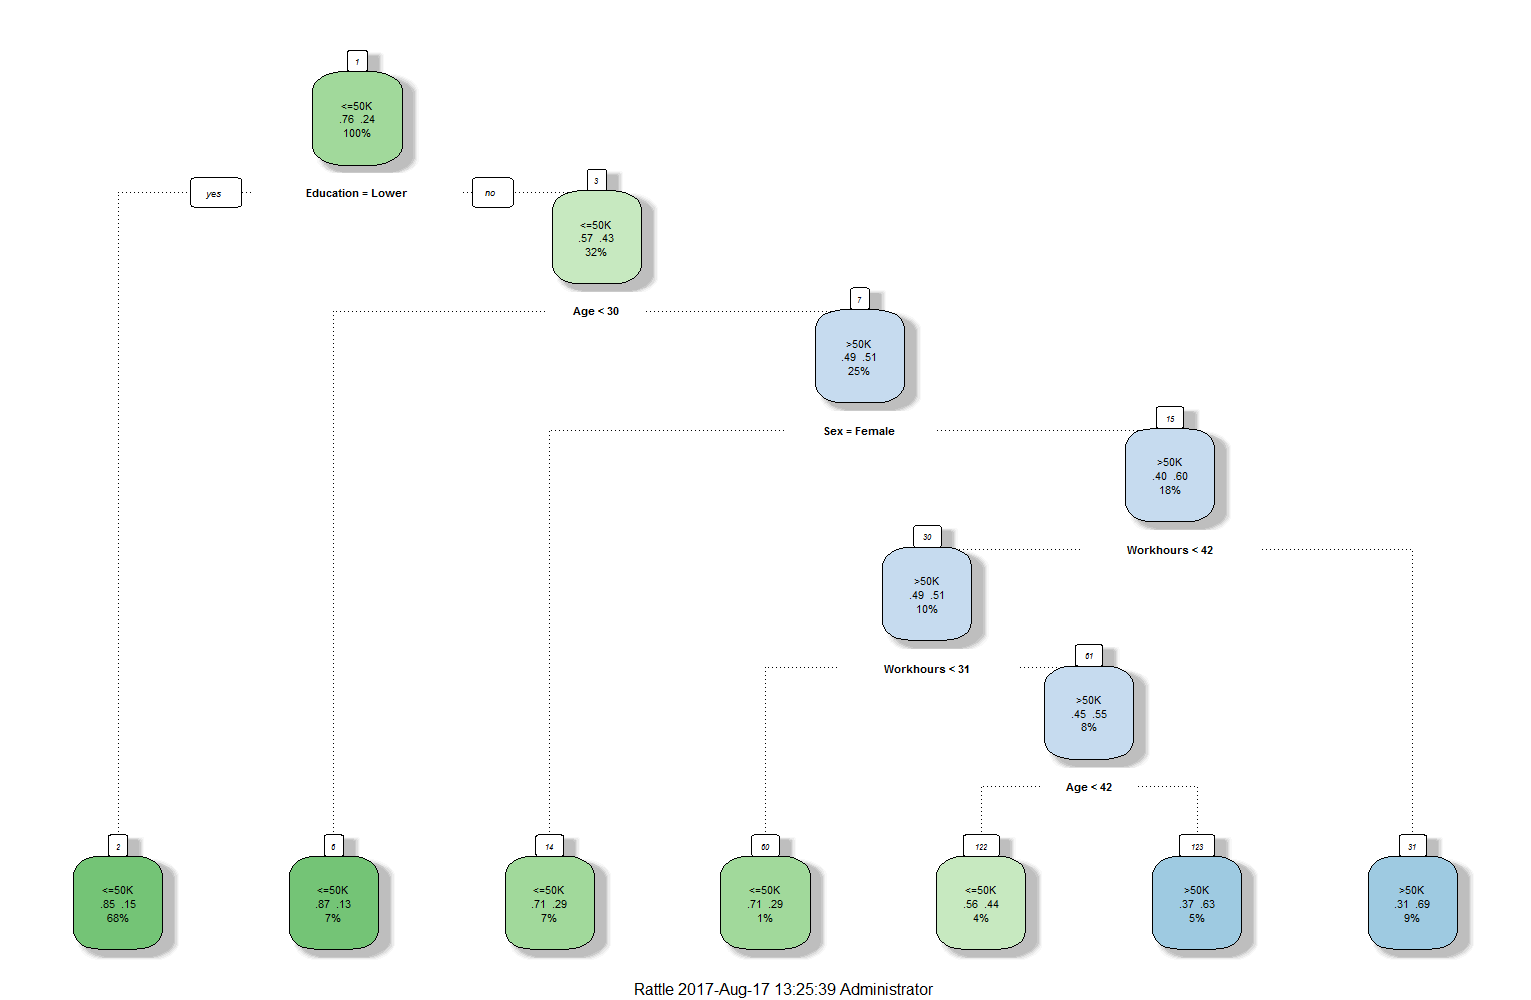 1
<=50K
.76 .24
100%
yes
Education = Lower
no
3
<=50K
.57 .43
32%
Age < 30
7
>50K
.49 .51
25%
Sex = Female
15
>50K
.40 .60
18%
Workhours < 42
30
>50K
.49 .51
10%
Workhours < 31
61
>50K
.45 .55
8%
Age < 42
2
<=50K
.85 .15
68%
6
<=50K
.87 .13
7%
14
<=50K
.71 .29
7%
60
<=50K
.71 .29
1%
122
<=50K
.56 .44
4%
123
>50K
.37 .63
5%
31
>50K
.31 .69
9%
Rattle 2017-Aug-17 13:25:39 Administrator